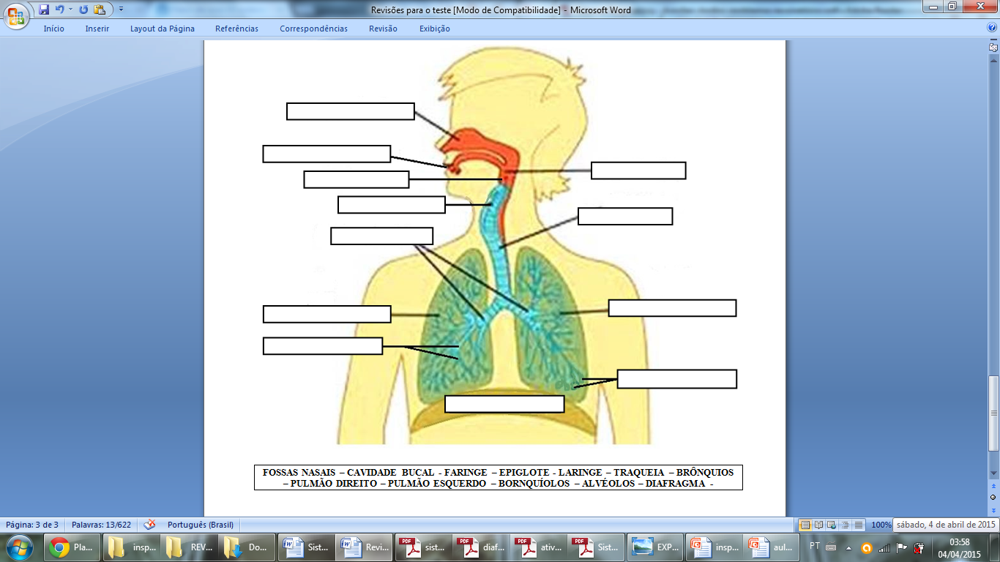 Revisões para o teste [Modo de Compatibilidade] - Microsoft Word
Início Inserir Layout da Página Referências Correspondências Revisão Exibição
FOSSAS NASAIS – CAVIDADE BUCAL - FARINGE – EPIGLOTE - LARINGE – TRAQUEIA – BRÔNQUIOS
– PULMÃO DIREITO – PULMÃO ESQUERDO – BORNQUÍOLOS – ALVÉOLOS – DIAFRAGMA -
Página: 3 de 3 Palavras: 13/622 Português (Brasil) 100% sábado, 4 de abril de 2015
Pla... insp... REV... Do... Sist... Revi... sist... diaf... ativ... Sist... EXP... insp... aul... PT 03:58
04/04/2015